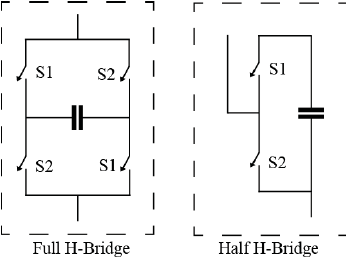 S1
S2
S2
S1
Full H-Bridge
S1
S2
Half H-Bridge